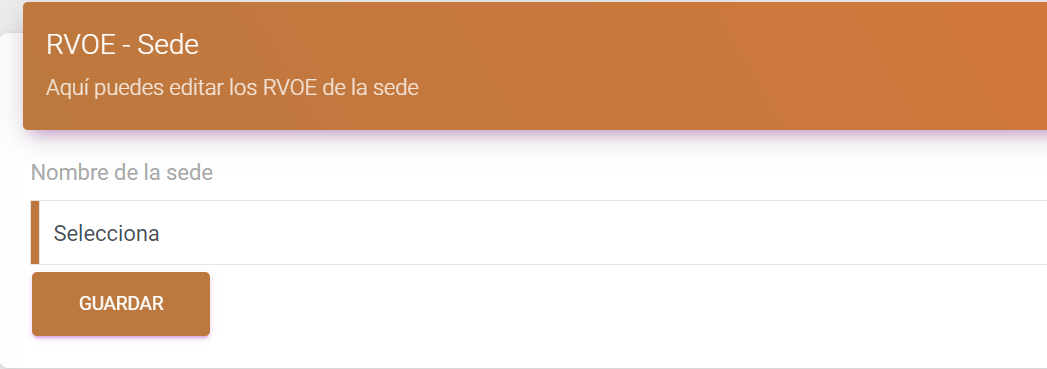 RVOE - Sede
Aquí puedes editar los RVOE de la sede
Nombre de la sede
Selecciona
GUARDAR